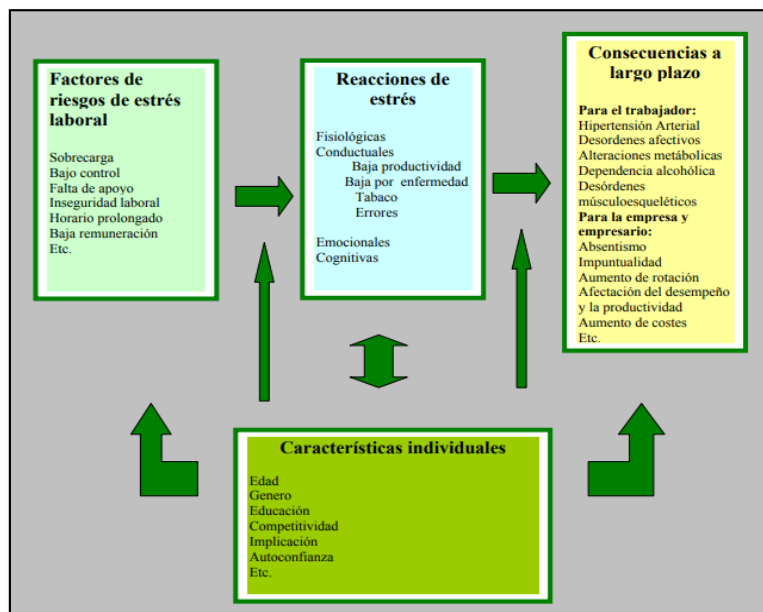 Factores de
riesgos de estrés
laboral
Sobrecarga
Bajo control
Falta de apoyo
Inseguridad laboral
Horario prolongado
Baja remuneración
Etc.
Reacciones de
estrés
Fisiológicas
Conductuales
Baja productividad
Baja por enfermedad
Tabaco
Errores
Emocionales
Cognitivas
Consecuencias a
largo plazo
Para el trabajador:
Hipertensión Arterial
Desordenes afectivos
Alteraciones metábolicas
Dependencia alcohólica
Desórdenes
músculoesqueléticos
Para la empresa y
empresario:
Absentismo
Impuntualidad
Aumento de rotación
Afectación del desempeño
y la productividad
Aumento de costes
Etc.
Características individuales
Edad
Genero
Educación
Competitividad
Implicación
Autoconfianza
Etc.